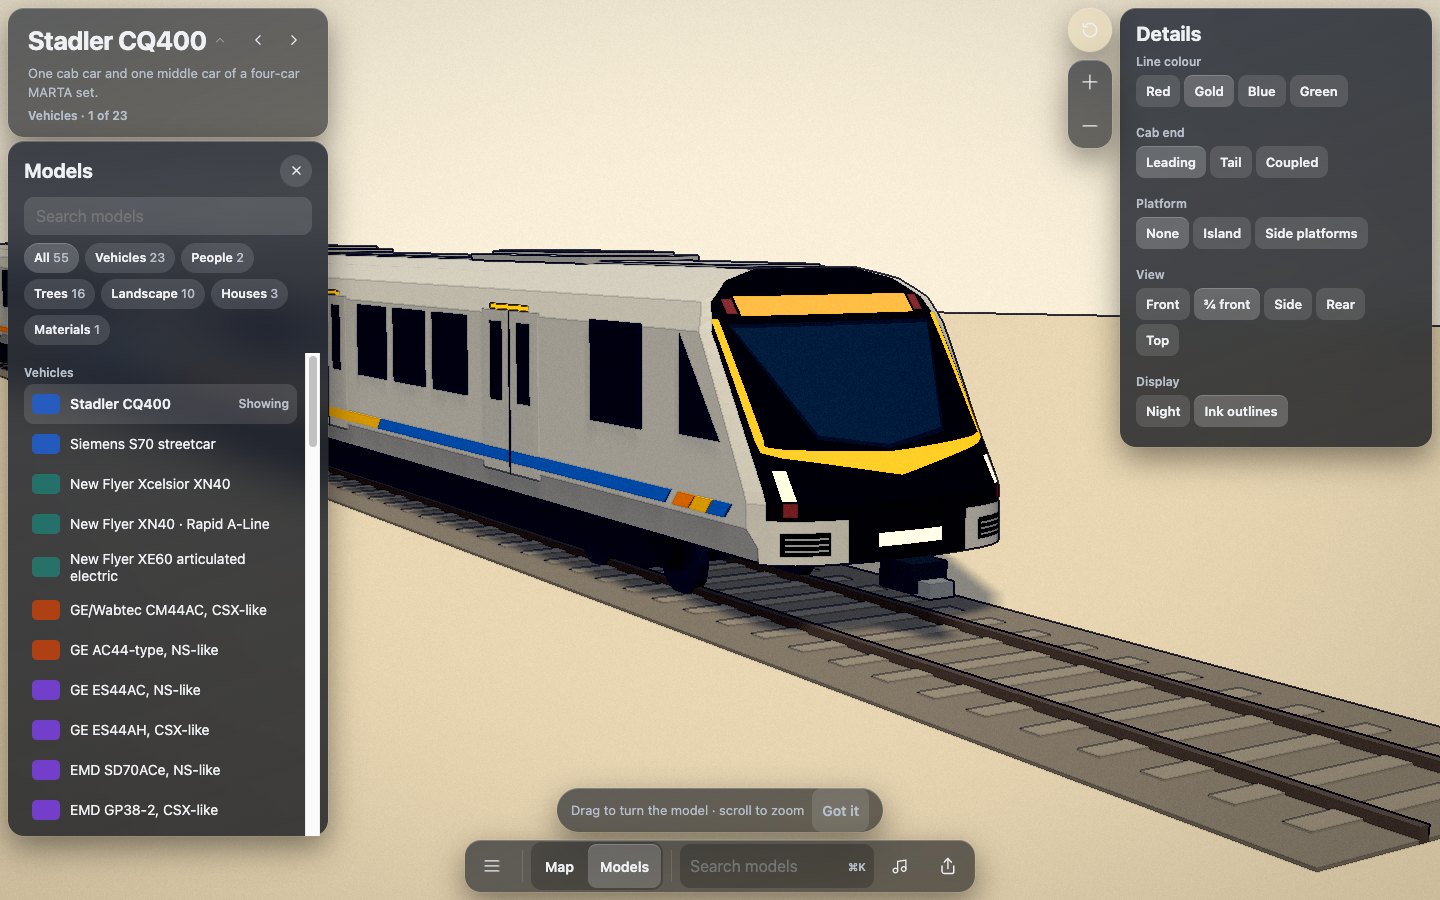 Stadler CQ400
One cab car and one middle car of a four-car
MARTA set.
Vehicles · 1 of 23
Models
Search models
All 55
Vehicles 23
People 2
Trees 16
Landscape 10
Houses 3
Materials 1
Vehicles
Stadler CQ400
Showing
Siemens S70 streetcar
New Flyer Xcelsior XN40
New Flyer XN40 · Rapid A-Line
New Flyer XE60 articulated
electric
GE/Wabtec CM44AC, CSX-like
GE AC44-type, NS-like
GE ES44AC, NS-like
GE ES44AH, CSX-like
EMD SD70ACe, NS-like
EMD GP38-2, CSX-like
Details
Line colour
Red
Gold
Blue
Green
Cab end
Leading
Tail
Coupled
Platform
None
Island
Side platforms
View
Front
¾ front
Side
Rear
Top
Display
Night
Ink outlines
Drag to turn the model · scroll to zoom
Got it
Map
Models
Search models
⌘K